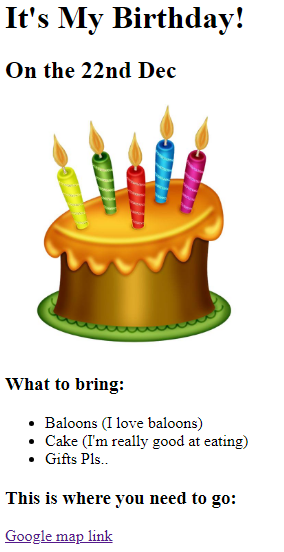 It's My Birthday!
On the 22nd Dec
What to bring:
Baloons (I love baloons)
Cake (I'm really good at eating)
Gifts Pls..
This is where you need to go:
Google map link